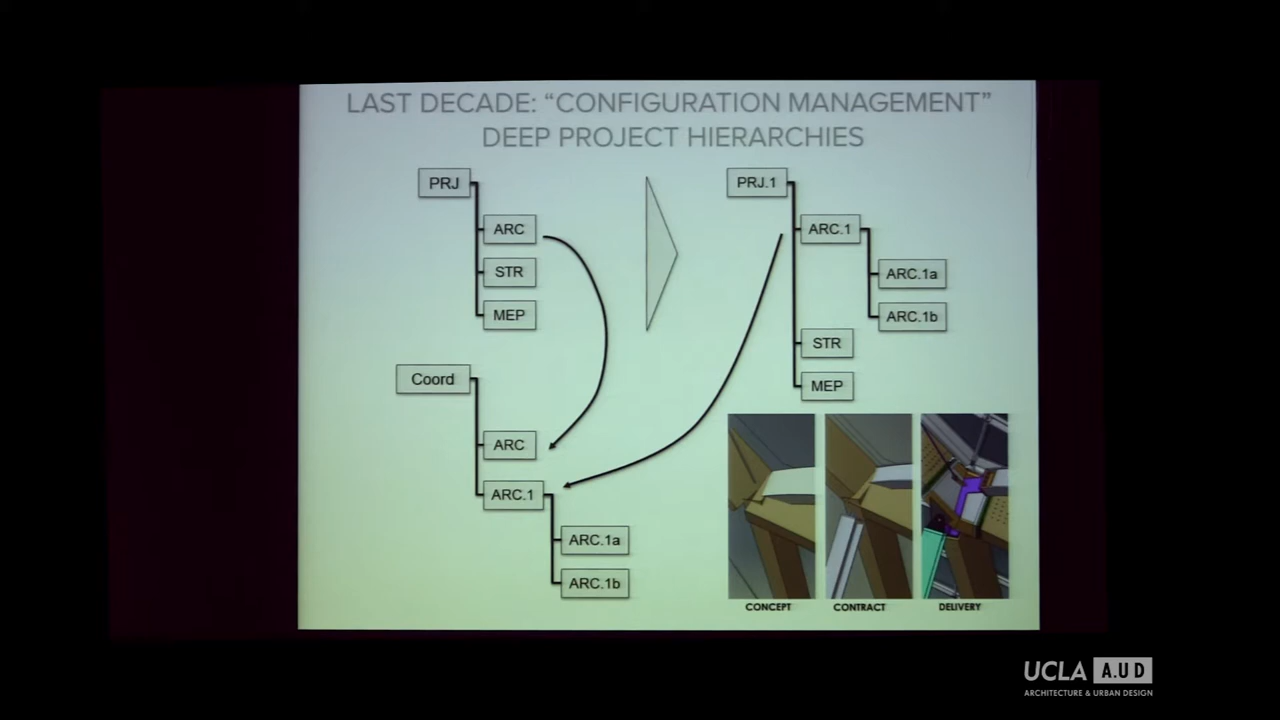 LAST DECADE: “CONFIGURATION MANAGEMENT”
DEEP PROJECT HIERARCHIES
PRJ
ARC
STR
MEP
PRJ.1
ARC.1
ARC.1a
ARC.1b
STR
MEP
Coord
ARC
ARC.1
ARC.1a
ARC.1b
CONCEPT
CONTRACT
DELIVERY
UCLA A.UD
ARCHITECTURE & URBAN DESIGN